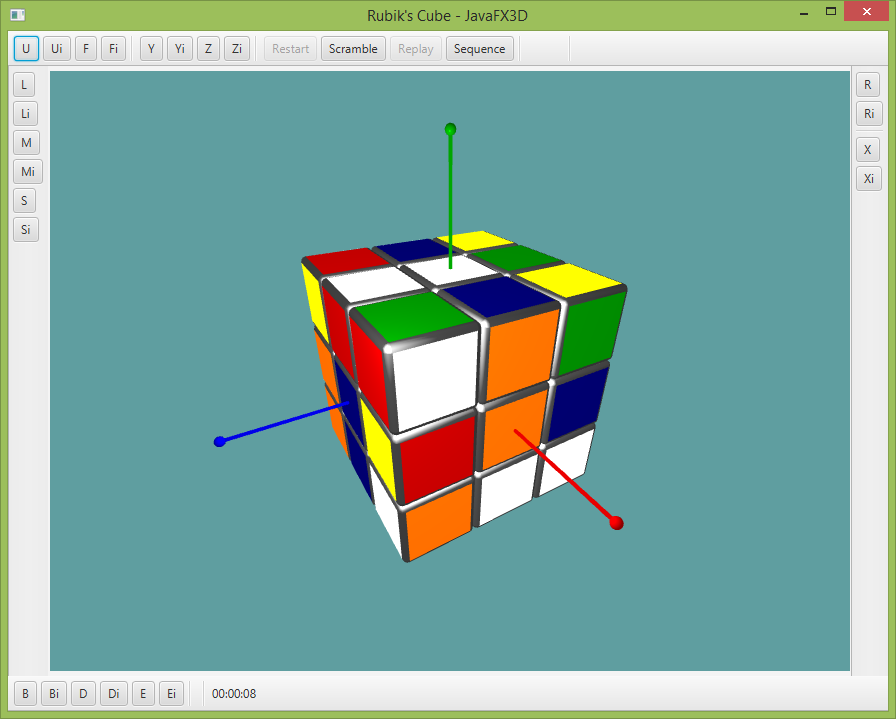 Rubik's Cube - JavaFX3D
U Ui F Fi Y Yi Z Zi Restart Scramble Replay Sequence
L
Li
M
Mi
S
Si
R
Ri
X
Xi
B Bi D Di E Ei 00:00:08